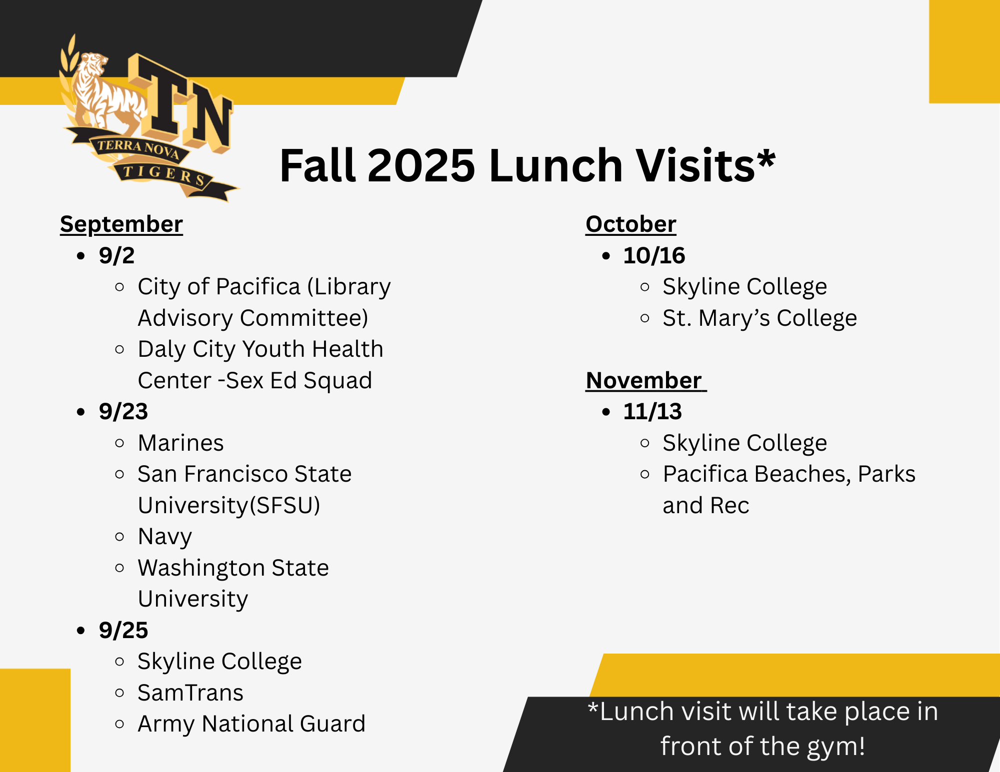 TN
TERRA NOVA
TIGERS
Fall 2025 Lunch Visits*
September
• 9/2
◦ City of Pacifica (Library
Advisory Committee)
◦ Daly City Youth Health
Center -Sex Ed Squad
• 9/23
◦ Marines
◦ San Francisco State
University(SFSU)
◦ Navy
◦ Washington State
University
• 9/25
◦ Skyline College
◦ SamTrans
◦ Army National Guard
October
• 10/16
◦ Skyline College
◦ St. Mary’s College
November
• 11/13
◦ Skyline College
◦ Pacifica Beaches, Parks
and Rec
*Lunch visit will take place in
front of the gym!